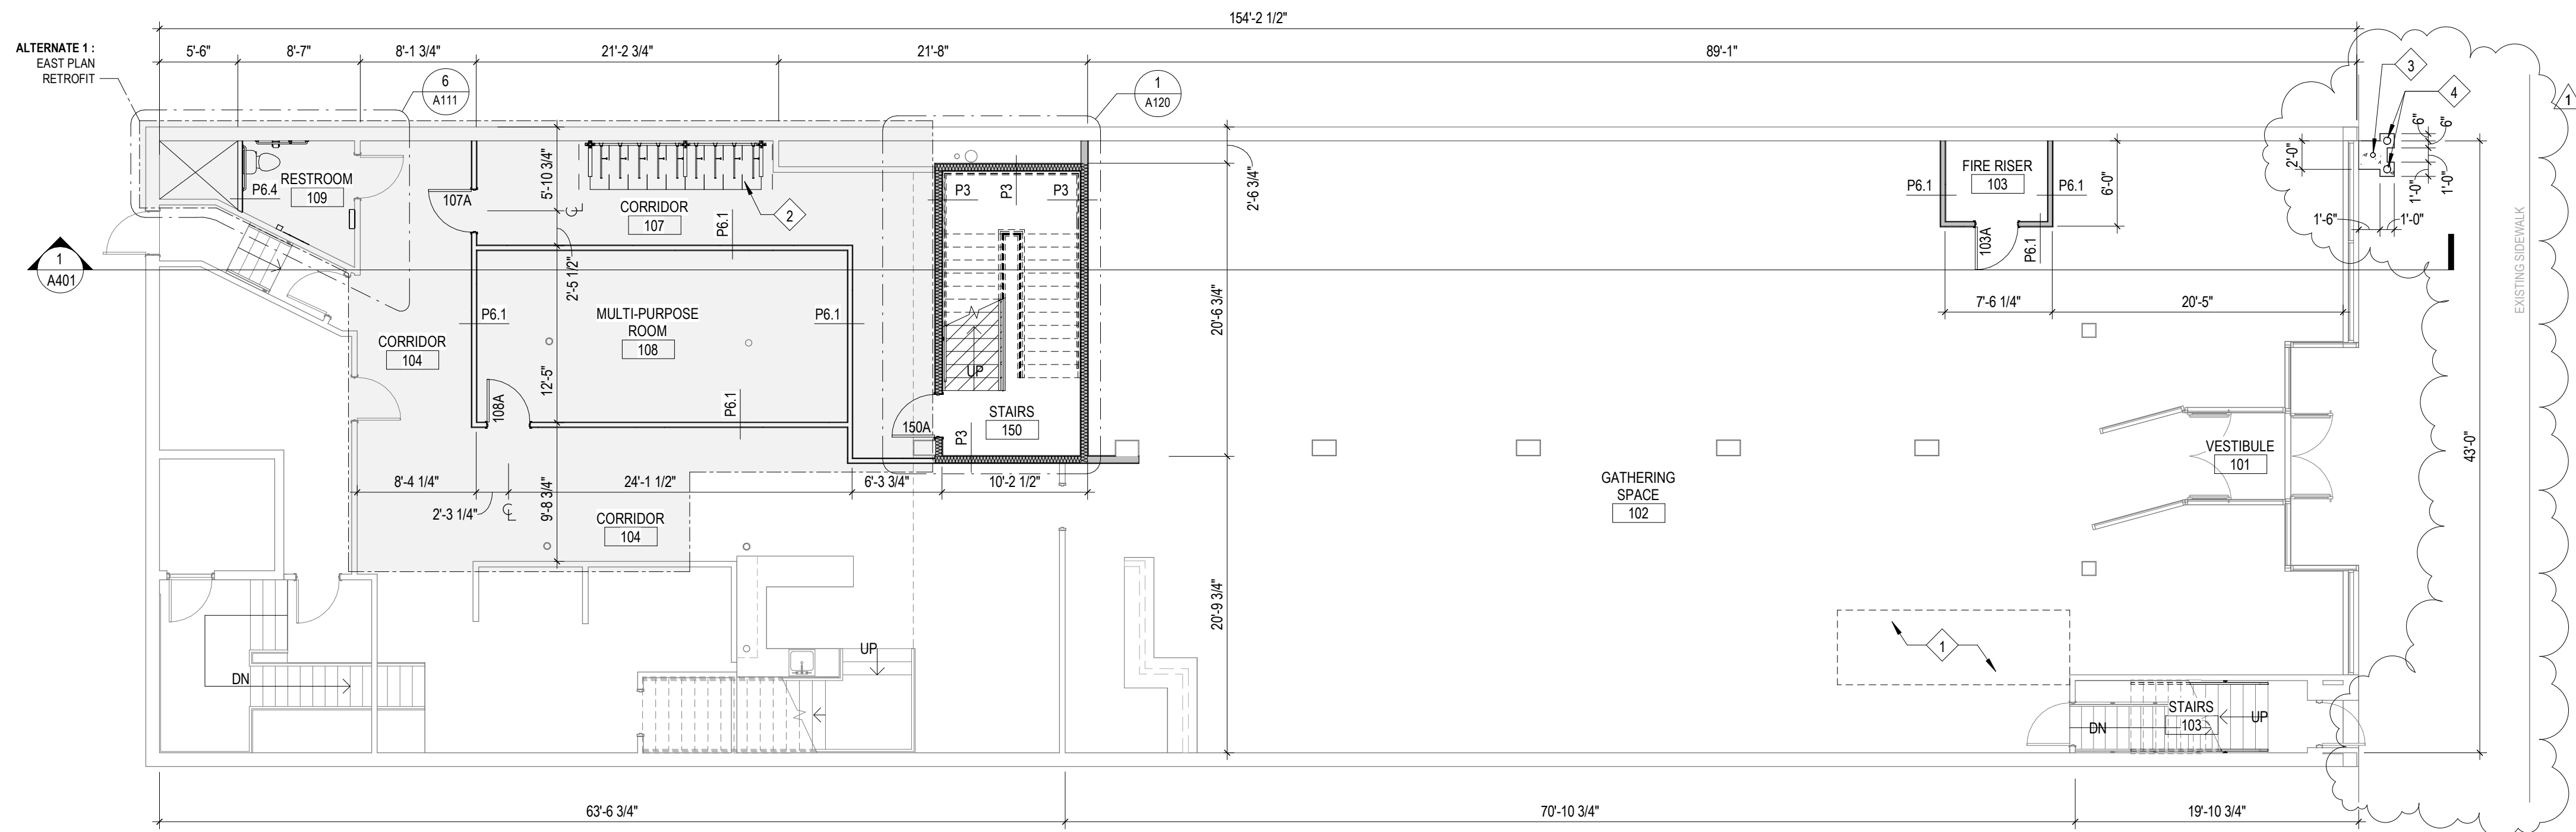 154'-2 1/2"
ALTERNATE 1 :
EAST PLAN
RETROFIT
5'-6"
8'-7"
8'-1 3/4"
21'-2 3/4"
21'-8"
89'-1"
6
A111
1
A120
3
4
1
6"
6"
2'-0"
1'-0"
1'-0"
1'-6"
1'-0"
RESTROOM
109
P6.4
107A
5'-10 3/4"
CORRIDOR
107
2
P6.1
P3
P3
P3
2'-6 3/4"
P6.1
FIRE RISER
103
P6.1
6'-0"
103A
P6.1
EXISTING SIDEWALK
1
A401
2'-5 1/2"
7'-6 1/4"
20'-5"
P6.1
MULTI-PURPOSE
ROOM
108
P6.1
20'-6 3/4"
CORRIDOR
104
12'-5"
108A
P6.1
UP
STAIRS
150
150A
P3
VESTIBULE
101
43'-0"
8'-4 1/4"
24'-1 1/2"
6'-3 3/4"
10'-2 1/2"
2'-3 1/4"
9'-8 3/4"
CORRIDOR
104
GATHERING
SPACE
102
20'-9 3/4"
1
DN
UP
STAIRS
103
DN
UP
63'-6 3/4"
70'-10 3/4"
19'-10 3/4"